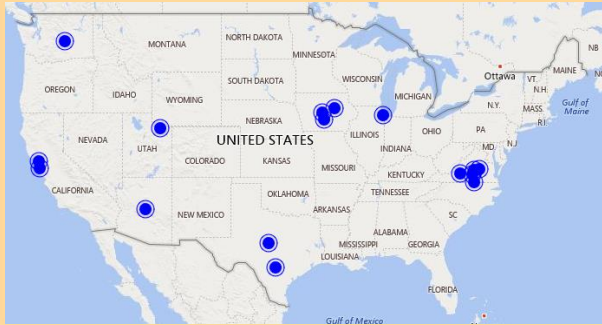 NORTH DAKOTA
MONTANA
MINNESOTA
NB
MAINE
Ottawa
WISCONSIN
SOUTH DAKOTA
VT.
OREGON
IDAHO
MICHIGAN
N.H.
WYOMING
Gulf of
Maine
N.Y.
MASS.
NEBRASKA
R.I.
ILLINOIS
OHIO
PA
NEVADA
UNITED STATES
N.J.
UTAH
INDIANA
MD.
COLORADO
KANSAS
MISSOURI
KENTUCKY
CALIFORNIA
OKLAHOMA
TENNESSEE
ARKANSAS
NEW MEXICO
SC
ALABAMA
MISSISSIPPI
GEORGIA
LOUISIANA
FLORIDA
Gulf of Mexico